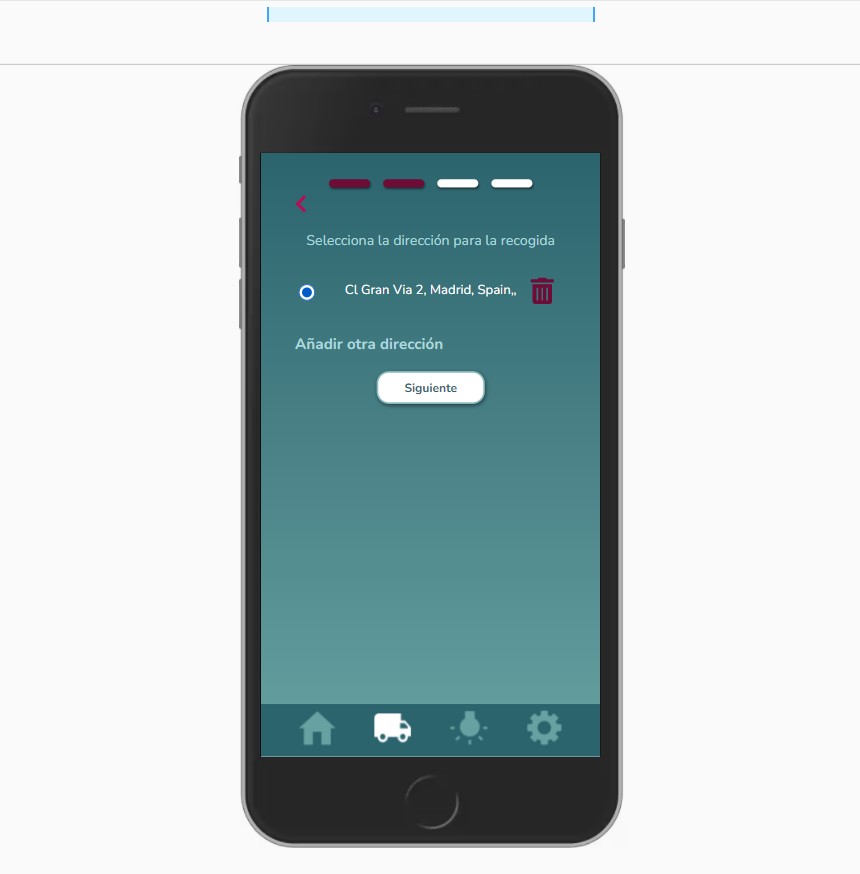 Selecciona la dirección para la recogida
Cl Gran Via 2, Madrid, Spain,,
Añadir otra dirección
Siguiente